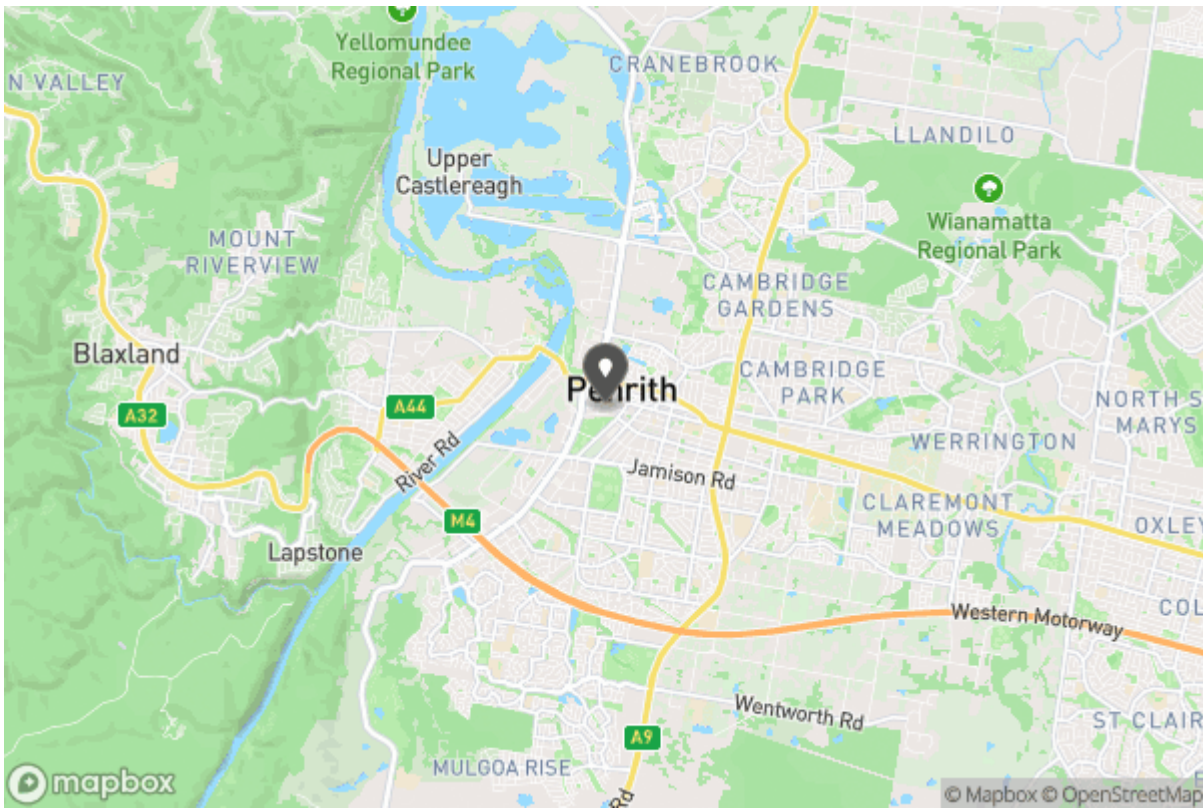 Yellomundee
Regional Park
CRANEBROOK
N VALLEY
LLANDILO
Upper
Castlereagh
Wianamatta
Regional Park
MOUNT
RIVERVIEW
CAMBRIDGE
GARDENS
Blaxland
Penrith
CAMBRIDGE
PARK
A44
A32
NORTH S
MARYS
WERRINGTON
River Rd
Jamison Rd
CLAREMONT
MEADOWS
M4
OXLEY
Lapstone
Western Motorway
COL
Wentworth Rd
ST CLAIR
A9
MULGOA RISE
Rd
mapbox
© Mapbox © OpenStreetMap